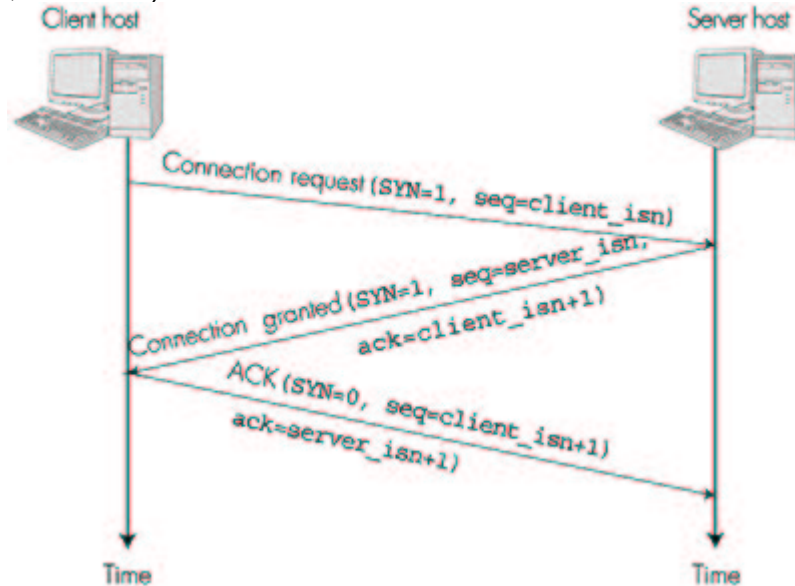 Client host
Server host
Connection request (SYN=1, seq=client_isn)
Connection granted (SYN=1, seq=server_isn,
ack=client_isn+1)
ACK (SYN=0, seq=client_isn+1)
ack=server_isn+1)
Time
Time